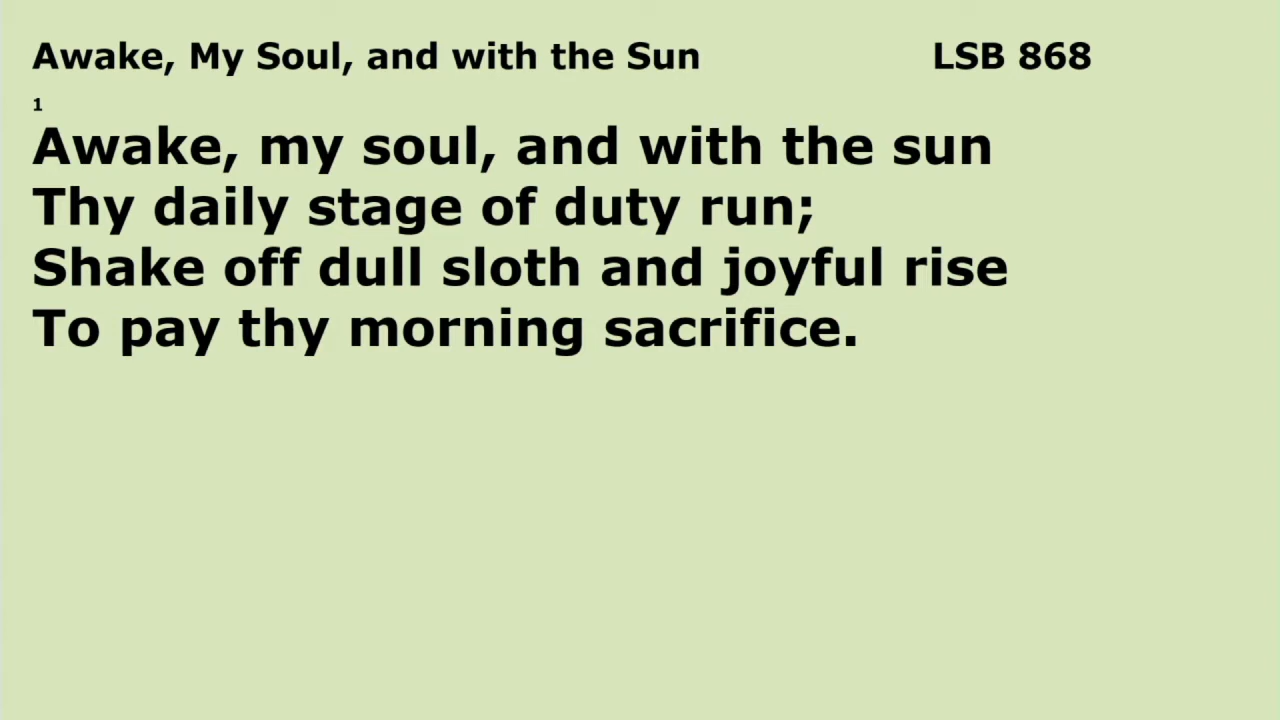 Awake, My Soul, and with the Sun LSB 868
1
Awake, my soul, and with the sun
Thy daily stage of duty run;
Shake off dull sloth and joyful rise
To pay thy morning sacrifice.